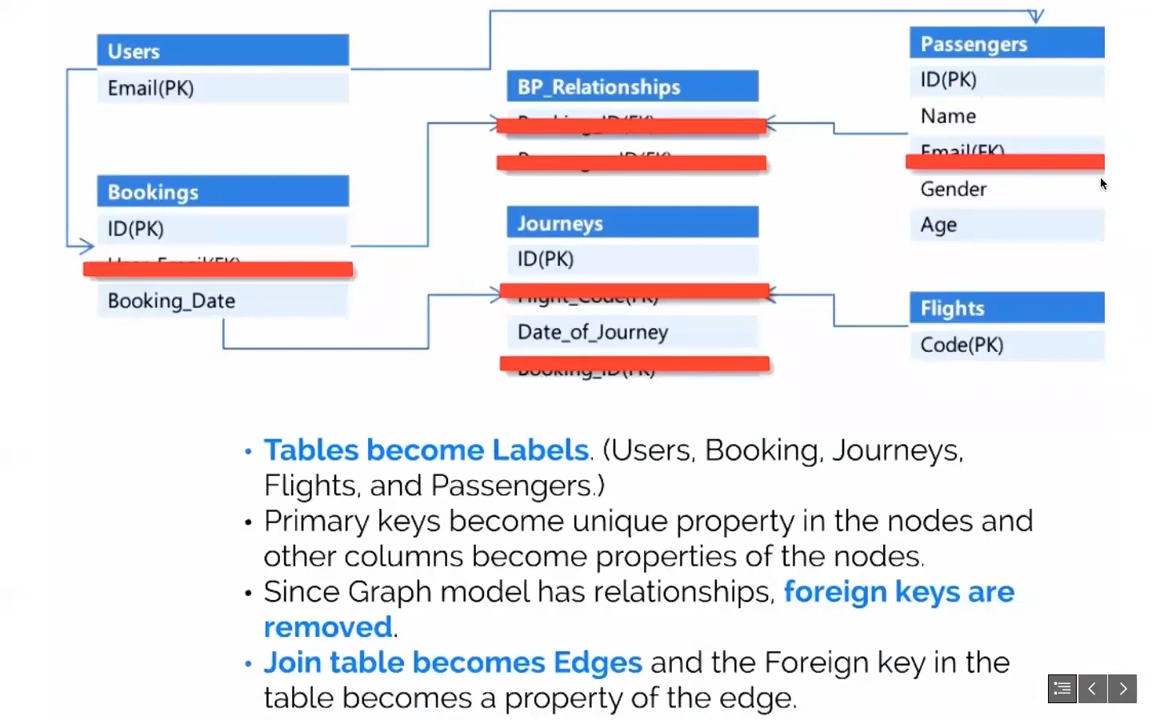 Users
Email(PK)
Bookings
ID(PK)
Booking_Date
BP_Relationships
Journeys
ID(PK)
Date_of_Journey
Passengers
ID(PK)
Name
Email(FK)
Gender
Age
Flights
Code(PK)
• Tables become Labels. (Users, Booking, Journeys,
Flights, and Passengers.)
• Primary keys become unique property in the nodes and
other columns become properties of the nodes.
• Since Graph model has relationships, foreign keys are
removed.
• Join table becomes Edges and the Foreign key in the
table becomes a property of the edge.